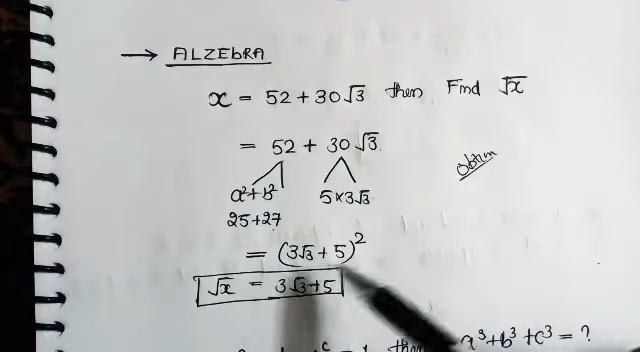 → ALZEbRA
x = 52 + 30√3 then Find √x
= 52 + 30√3
a²+b² 5×3√3
25+27
= (3√3 + 5)²
√x = 3√3+5
a³+b³+c³ = ?